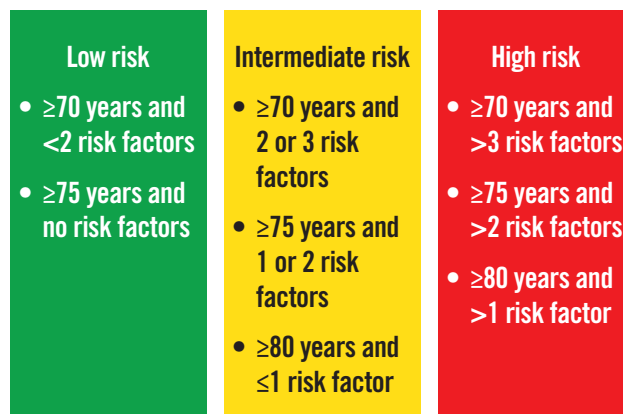 Low risk
• ≥70 years and
<2 risk factors
• ≥75 years and
no risk factors
Intermediate risk
• ≥70 years and
2 or 3 risk
factors
• ≥75 years and
1 or 2 risk
factors
• ≥80 years and
≤1 risk factor
High risk
• ≥70 years and
>3 risk factors
• ≥75 years and
>2 risk factors
• ≥80 years and
>1 risk factor